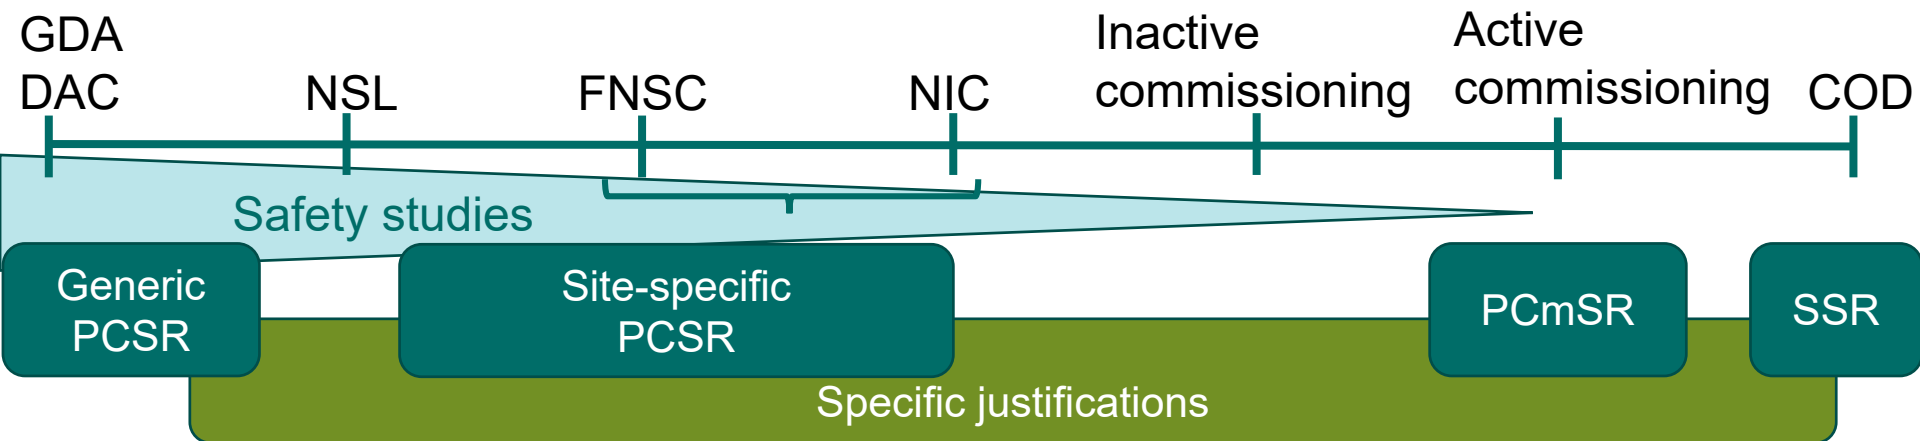 GDA
DAC
NSL
FNSC
NIC
Inactive
commissioning
Active
commissioning
COD
Safety studies
Generic
PCSR
Site-specific
PCSR
PCmSR
SSR
Specific justifications